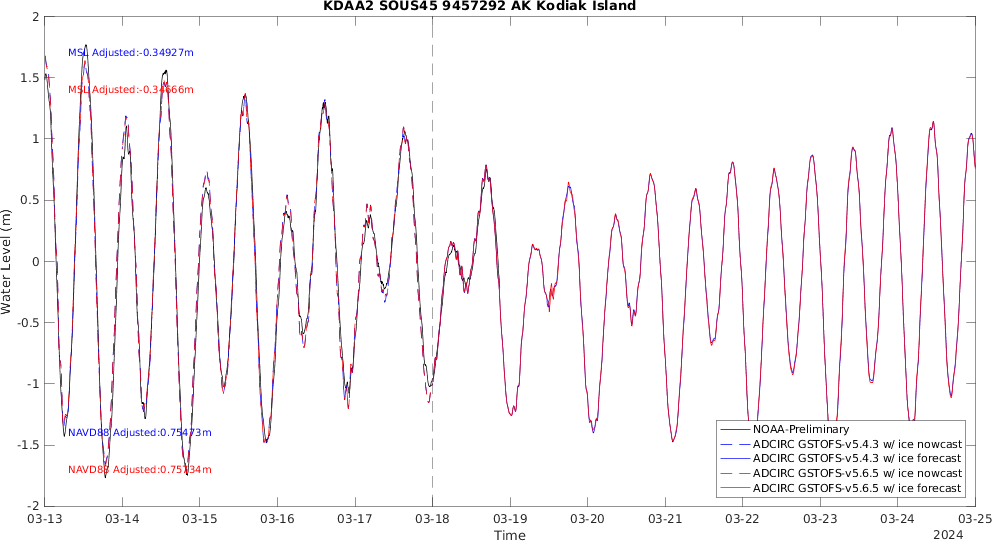 KDAA2 SOUS45 9457292 AK Kodiak Island
Water Level (m)
2
1.5
1
0.5
0
-0.5
-1
-1.5
-2
MSL Adjusted:-0.34927m
MSL Adjusted:-0.34666m
NAVD88 Adjusted:0.75473m
NAVD88 Adjusted:0.75734m
NOAA-Preliminary
ADCIRC GSTOFS-v5.4.3 w/ ice nowcast
ADCIRC GSTOFS-v5.4.3 w/ ice forecast
ADCIRC GSTOFS-v5.6.5 w/ ice nowcast
ADCIRC GSTOFS-v5.6.5 w/ ice forecast
03-13 03-14 03-15 03-16 03-17 03-18 03-19 03-20 03-21 03-22 03-23 03-24 03-25
Time
2024